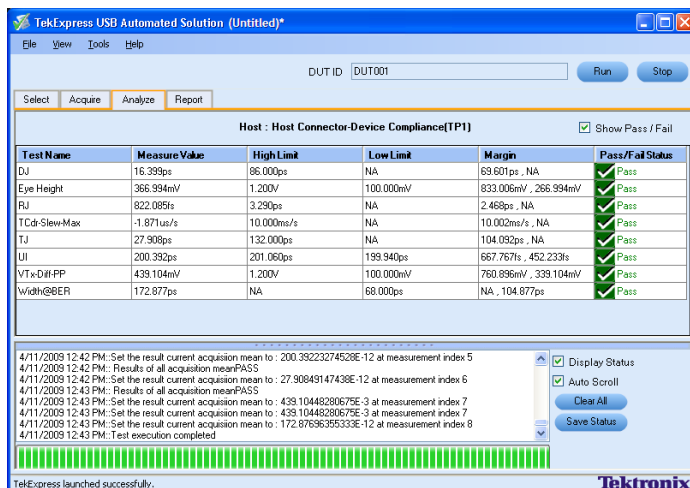 TekExpress USB Automated Solution (Untitled)*
File View Tools Help
DUT ID DUT001 Run Stop
Select Acquire Analyze Report
Host : Host Connector-Device Compliance(TP1) Show Pass / Fail
Test Name Measure Value High Limit Low Limit Margin Pass/Fail Status
DJ 16.399ps 86.000ps NA 69.601ps , NA Pass
Eye Height 366.994mV 1.200V 100.000mV 833.006mV , 266.994mV Pass
RJ 822.085fs 3.290ps NA 2.468ps , NA Pass
TCdr-Slew-Max -1.871us/s 10.000ms/s NA 10.002ms/s , NA Pass
TJ 27.908ps 132.000ps NA 104.092ps , NA Pass
UI 200.392ps 201.060ps 199.940ps 667.767fs , 452.233fs Pass
VTx-Diff-PP 439.104mV 1.200V 100.000mV 760.896mV , 339.104mV Pass
Width@BER 172.877ps NA 68.000ps NA , 104.877ps Pass
4/11/2009 12:42 PM::Set the result current acquisiion mean to : 200.39223274528E-12 at measurement index 5
4/11/2009 12:42 PM:: Results of all acquisition meanPASS
4/11/2009 12:42 PM::Set the result current acquisiion mean to : 27.90849147438E-12 at measurement index 6
4/11/2009 12:43 PM:: Results of all acquisition meanPASS
4/11/2009 12:43 PM::Set the result current acquisiion mean to : 439.10448280675E-3 at measurement index 7
4/11/2009 12:43 PM::Set the result current acquisiion mean to : 439.10448280675E-3 at measurement index 7
4/11/2009 12:43 PM::Set the result current acquisiion mean to : 172.87696355333E-12 at measurement index 8
4/11/2009 12:43 PM::Test execution completed
Display Status
Auto Scroll
Clear All
Save Status
TekExpress launched successfully. Tektronix